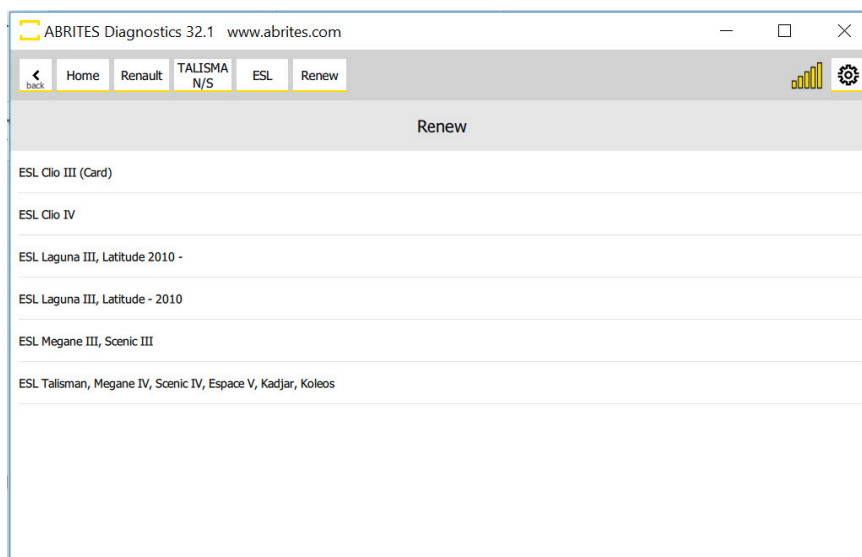 ABRITES Diagnostics 32.1 www.abrites.com
back
Home
Renault
TALISMA
N/S
ESL
Renew
Renew
ESL Clio III (Card)
ESL Clio IV
ESL Laguna III, Latitude 2010 -
ESL Laguna III, Latitude - 2010
ESL Megane III, Scenic III
ESL Talisman, Megane IV, Scenic IV, Espace V, Kadjar, Koleos